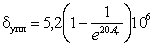 δупл = 5,2(1 − 1/e^20.4.)10^6